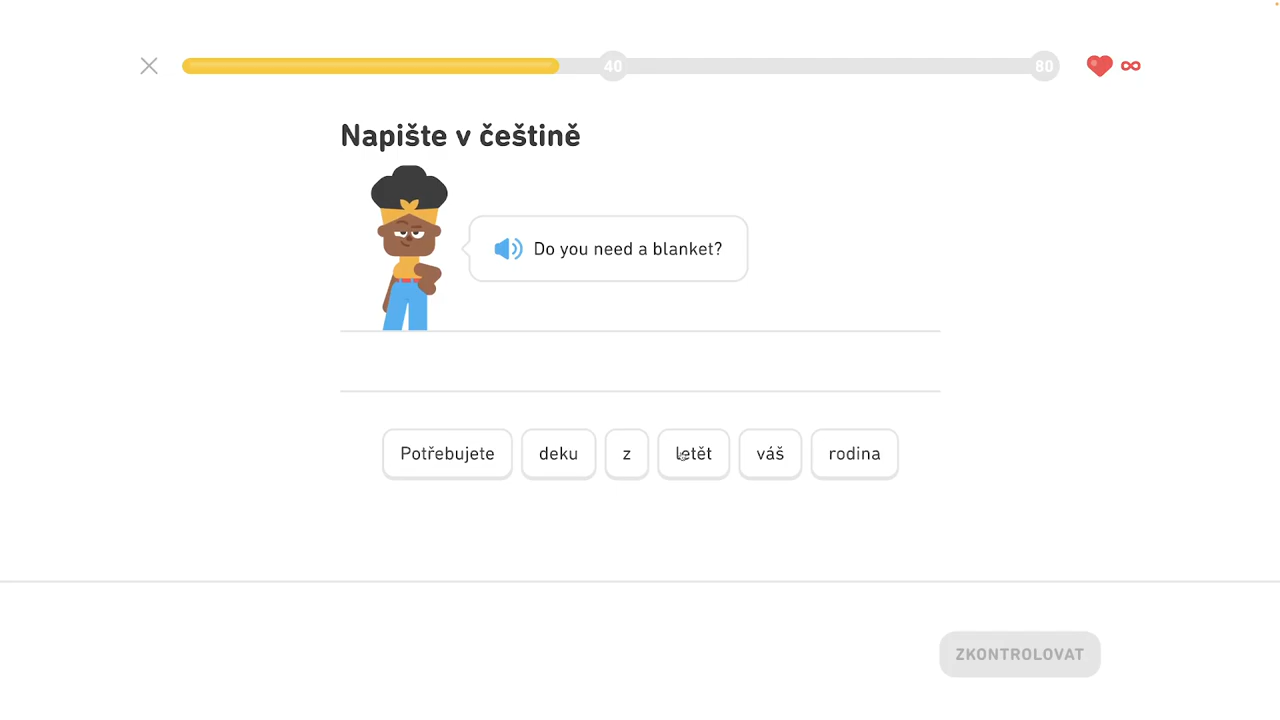 40 80 ∞
Napište v češtině
Do you need a blanket?
Potřebujete deku z letět váš rodina
ZKONTROLOVAT